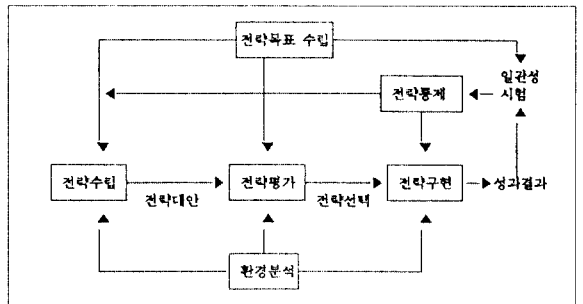 전략목표 수립
일관성
시험
전략통제
전략수립
전략대안
전략평가
전략선택
전략구현
성과결과
환경분석